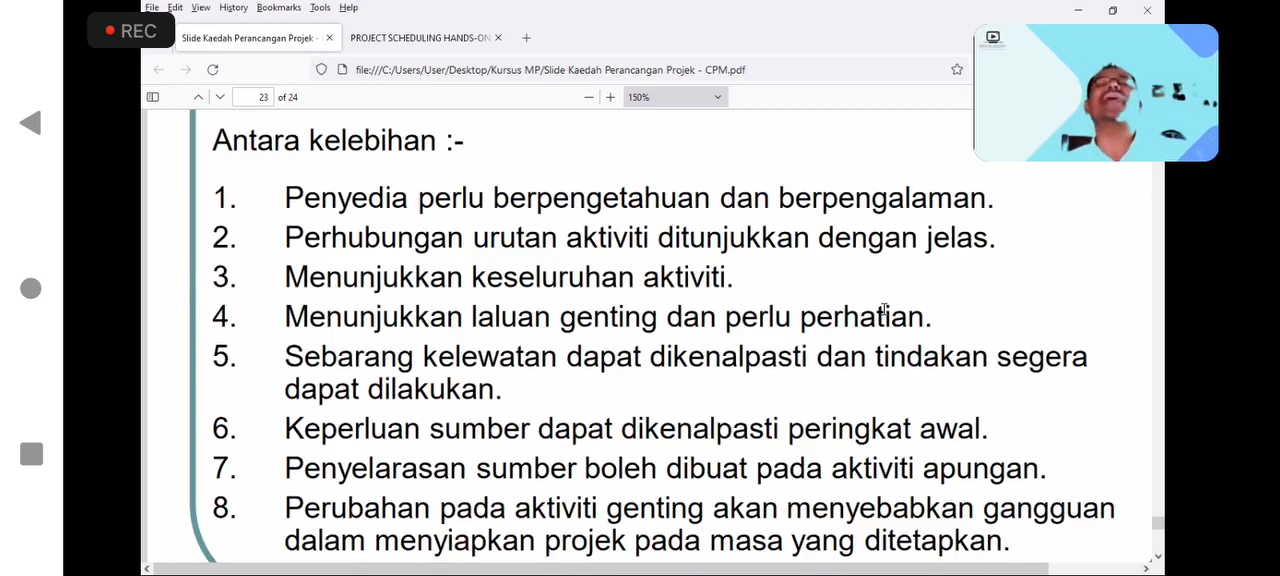 File Edit View History Bookmarks Tools Help
REC
Slide Kaedah Perancangan Projek -
PROJECT SCHEDULING HANDS-ON
file:///C:/Users/User/Desktop/Kursus MP/Slide Kaedah Perancangan Projek - CPM.pdf
23 of 24
150%
Antara kelebihan :-
1. Penyedia perlu berpengetahuan dan berpengalaman.
2. Perhubungan urutan aktiviti ditunjukkan dengan jelas.
3. Menunjukkan keseluruhan aktiviti.
4. Menunjukkan laluan genting dan perlu perhatian.
5. Sebarang kelewatan dapat dikenalpasti dan tindakan segera
dapat dilakukan.
6. Keperluan sumber dapat dikenalpasti peringkat awal.
7. Penyelarasan sumber boleh dibuat pada aktiviti apungan.
8. Perubahan pada aktiviti genting akan menyebabkan gangguan
dalam menyiapkan projek pada masa yang ditetapkan.